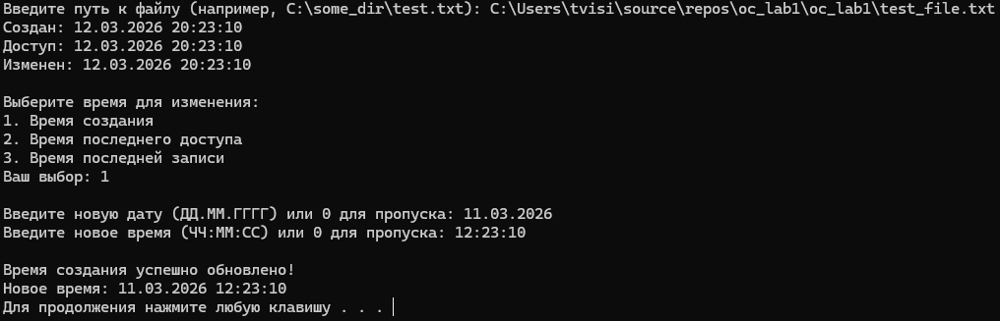 Введите путь к файлу (например, C:\some_dir\test.txt): C:\Users\tvisi\source\repos\oc_lab1\oc_lab1\test_file.txt
Создан: 12.03.2026 20:23:10
Доступ: 12.03.2026 20:23:10
Изменен: 12.03.2026 20:23:10
Выберите время для изменения:
1. Время создания
2. Время последнего доступа
3. Время последней записи
Ваш выбор: 1
Введите новую дату (ДД.ММ.ГГГГ) или 0 для пропуска: 11.03.2026
Введите новое время (ЧЧ:ММ:СС) или 0 для пропуска: 12:23:10
Время создания успешно обновлено!
Новое время: 11.03.2026 12:23:10
Для продолжения нажмите любую клавишу . . .